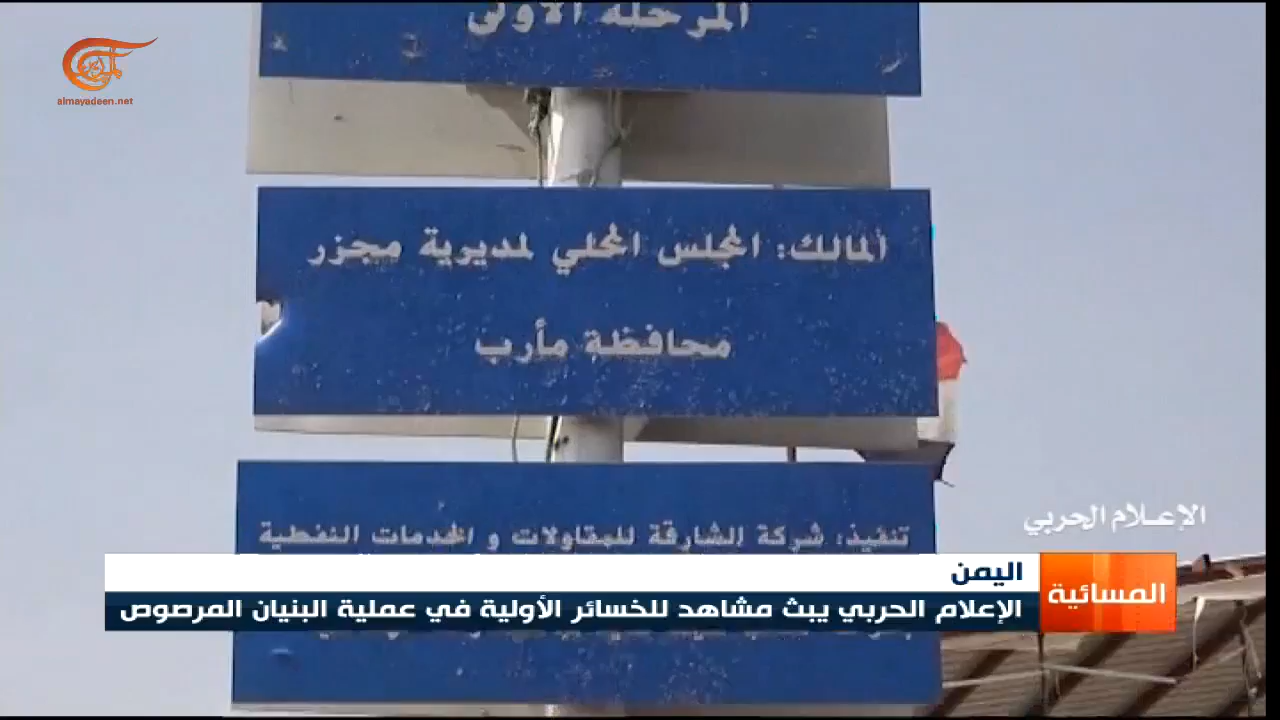 المرحلة الأولى
almayadeen.net
المالك: المجلس المحلي لمديرية مجزر
محافظة مأرب
تنفيذ: شركة الشارقة للمقاولات و الخدمات النفطية
الإعلام الحربي
اليمن
المسائية
الإعلام الحربي يبث مشاهد للخسائر الأولية في عملية البنيان المرصوص